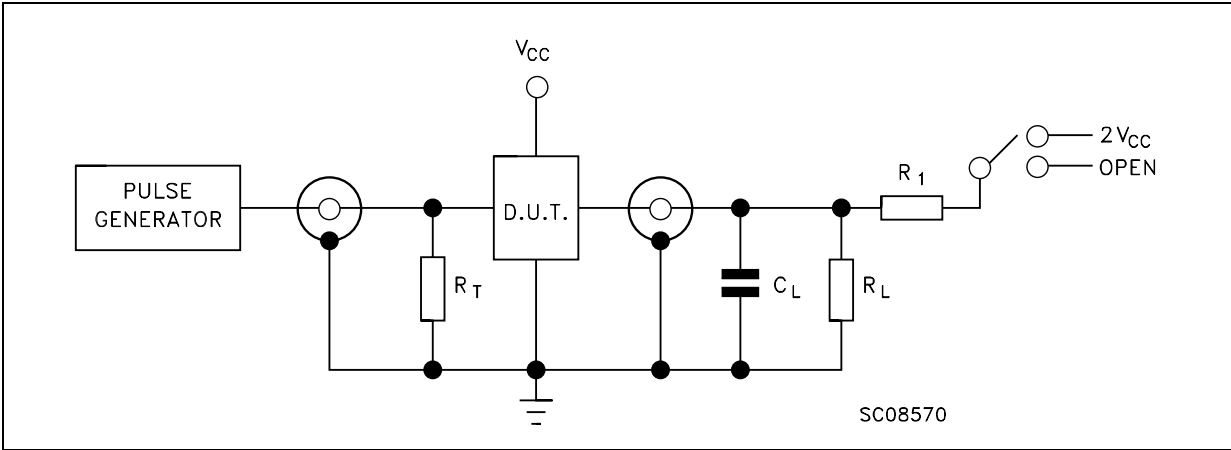 VCC
2VCC
OPEN
PULSE
GENERATOR
D.U.T.
R1
RT
CL
RL
SC08570